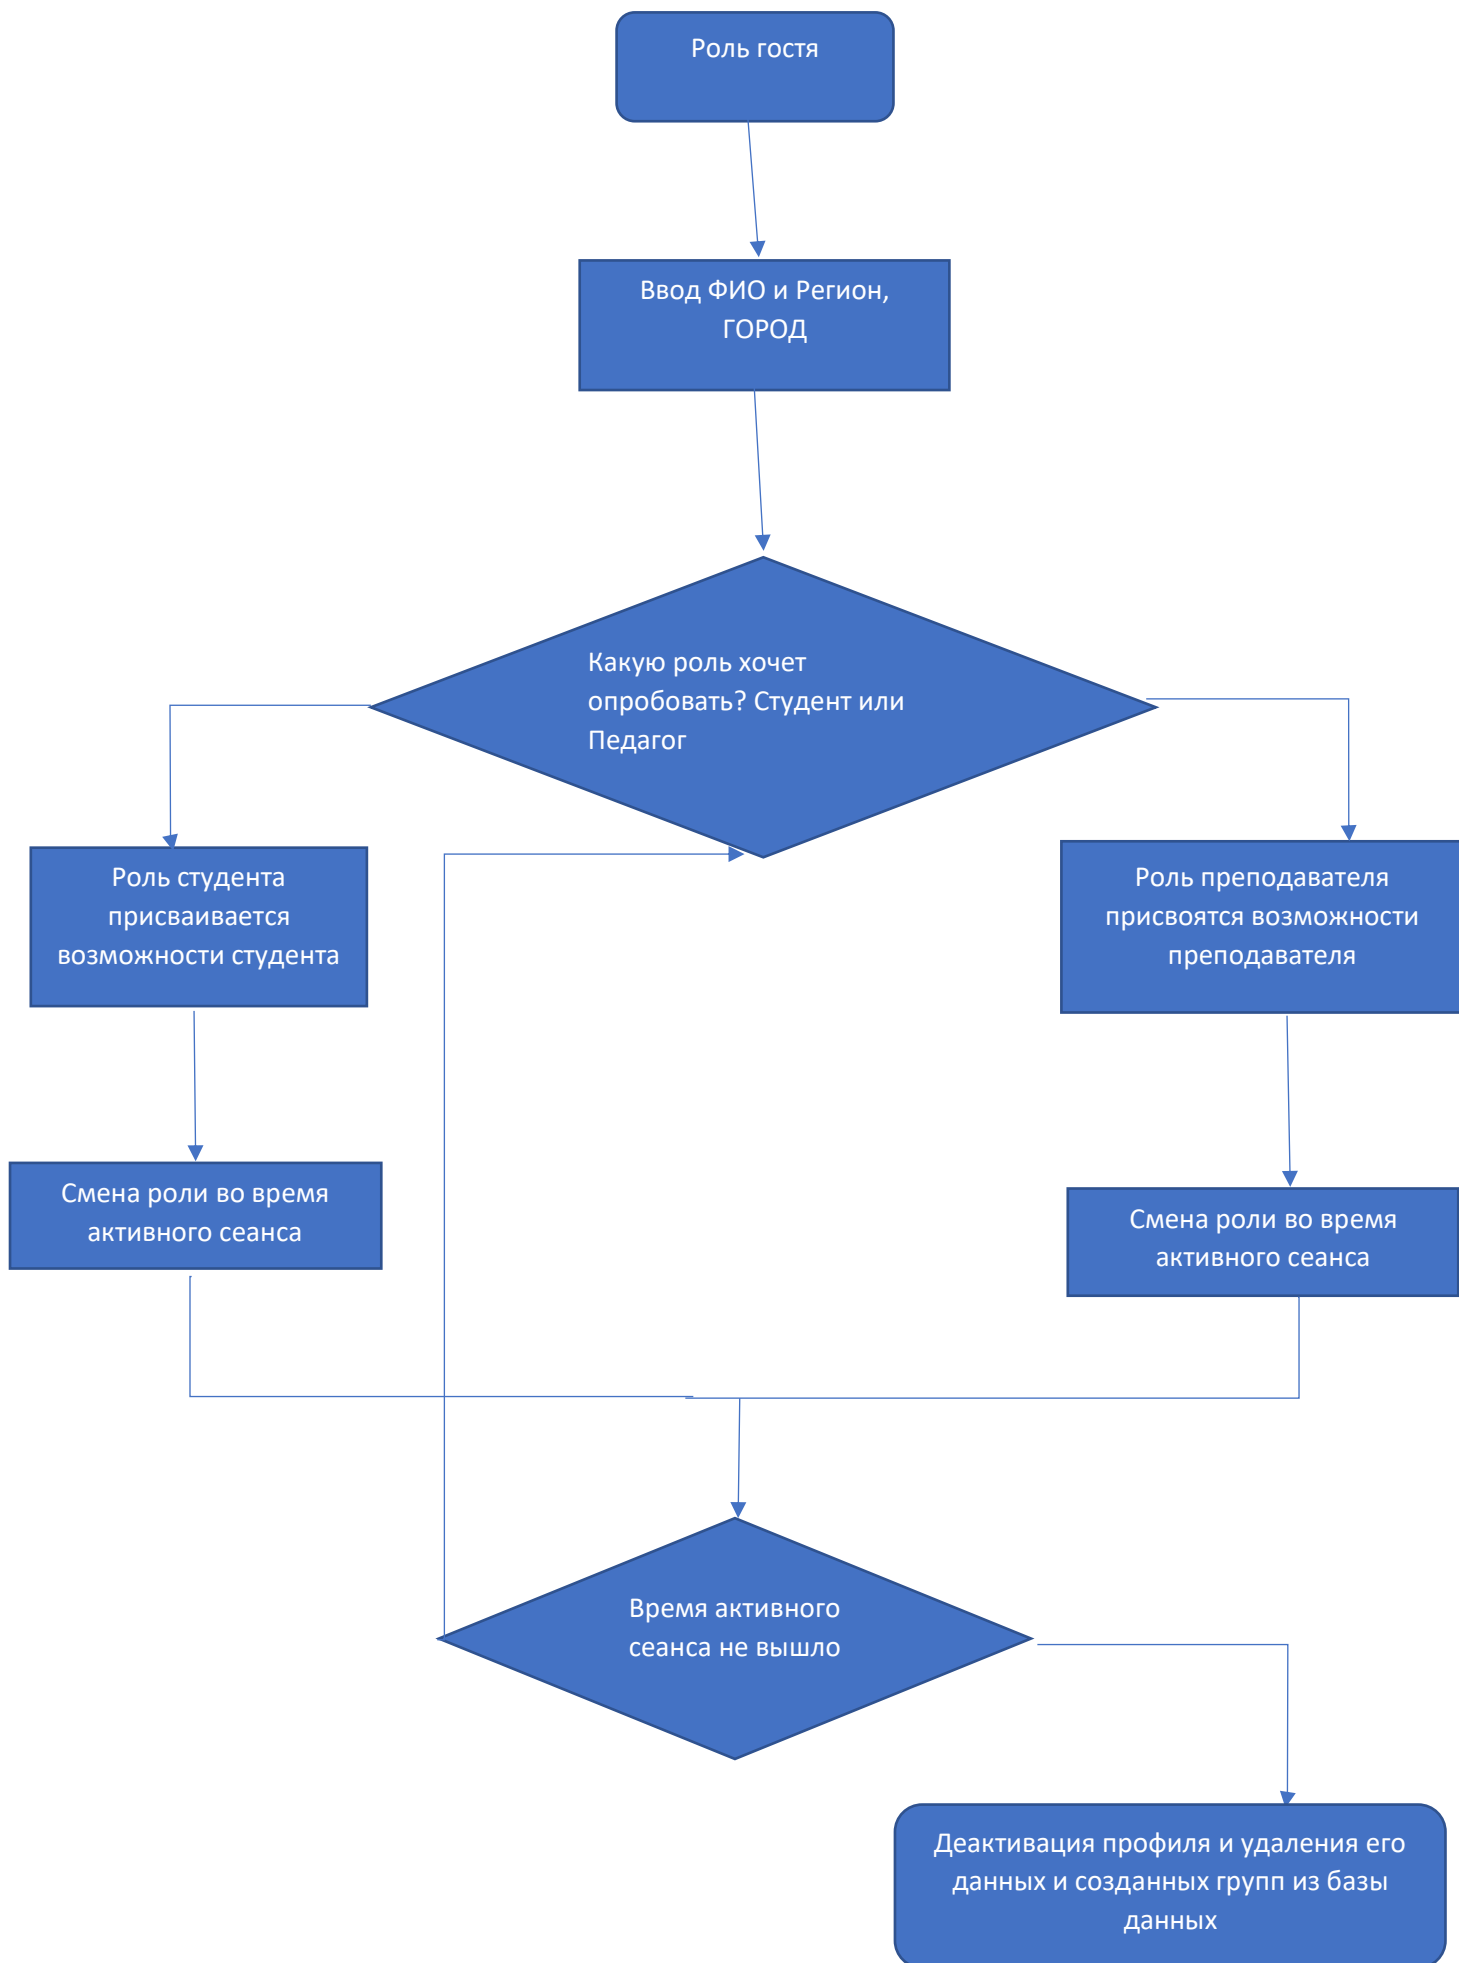 Роль гостя
Ввод ФИО и Регион,
ГОРОД
Какую роль хочет
опробовать? Студент или
Педагог
Роль студента
присваивается
возможности студента
Роль преподавателя
присвоятся возможности
преподавателя
Смена роли во время
активного сеанса
Смена роли во время
активного сеанса
Время активного
сеанса не вышло
Деактивация профиля и удаления его
данных и созданных групп из базы
данных